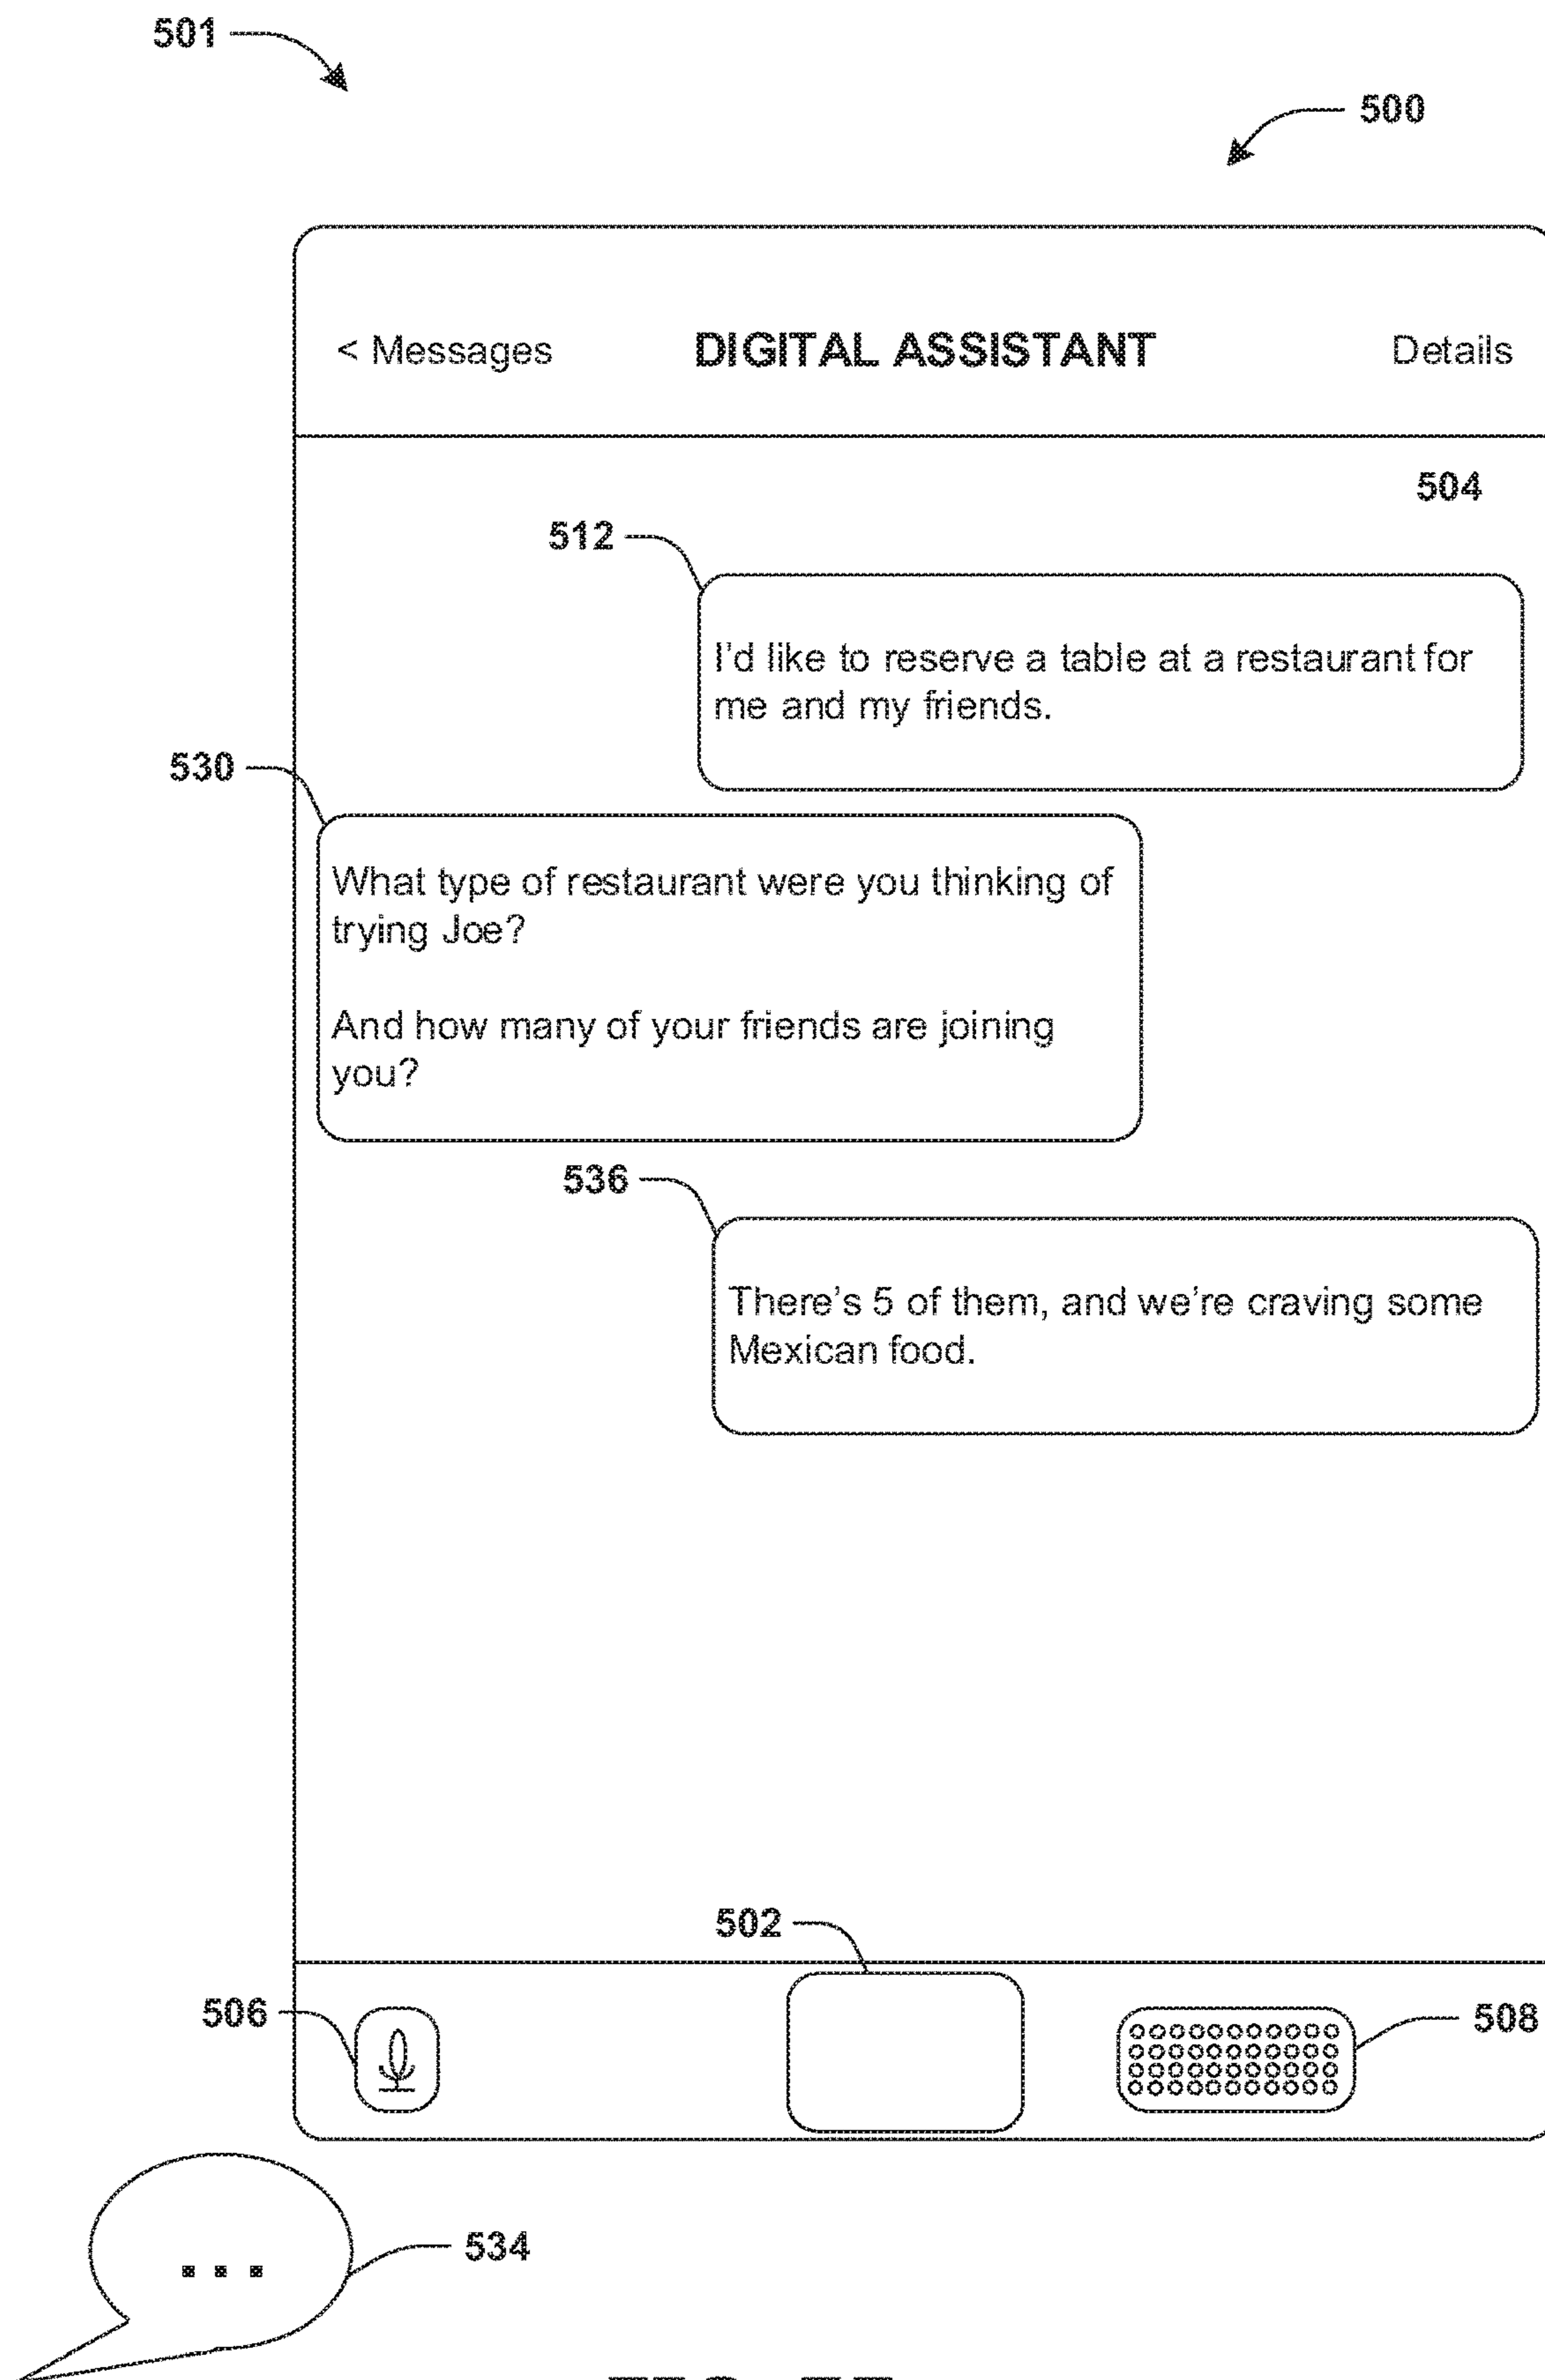 501
500
< Messages DIGITAL ASSISTANT Details
504
512
I'd like to reserve a table at a restaurant for
me and my friends.
530
What type of restaurant were you thinking of
trying Joe?
And how many of your friends are joining
you?
536
There's 5 of them, and we're craving some
Mexican food.
502
506
508
...
534